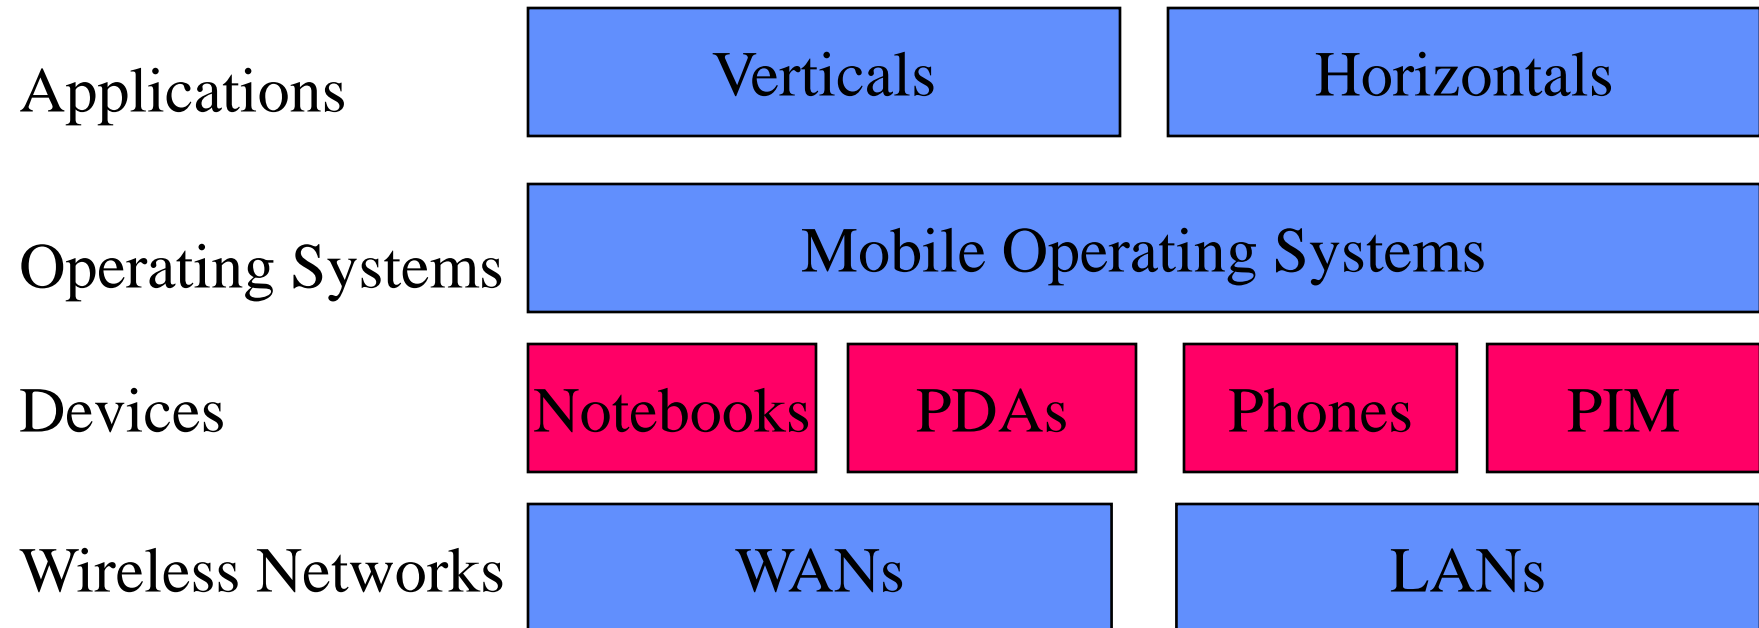 Applications
Verticals
Horizontals
Operating Systems
Mobile Operating Systems
Devices
Notebooks
PDAs
Phones
PIM
Wireless Networks
WANs
LANs